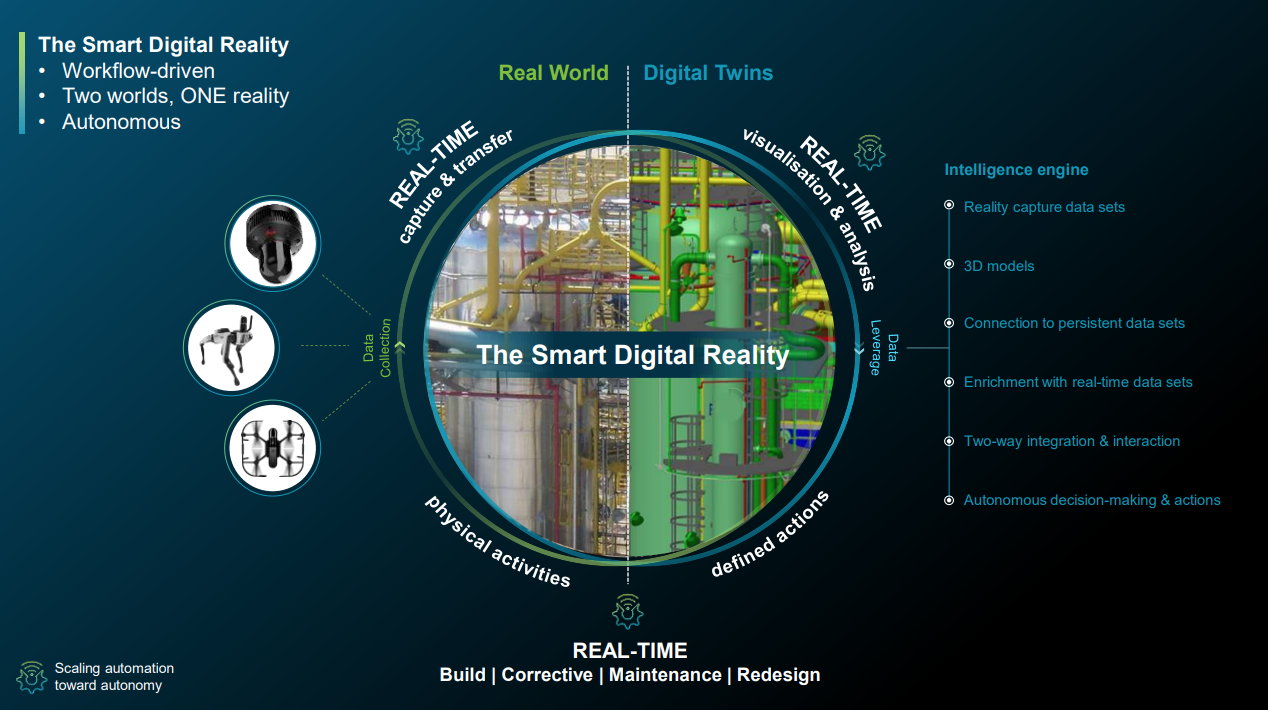 The Smart Digital Reality
• Workflow-driven
• Two worlds, ONE reality
• Autonomous
Real World
Digital Twins
REAL-TIME
capture & transfer
REAL-TIME
visualisation & analysis
Data
Collection
The Smart Digital Reality
Data
Leverage
Intelligence engine
Reality capture data sets
3D models
Connection to persistent data sets
Enrichment with real-time data sets
Two-way integration & interaction
Autonomous decision-making & actions
physical activities
defined actions
REAL-TIME
Build | Corrective | Maintenance | Redesign
Scaling automation
toward autonomy